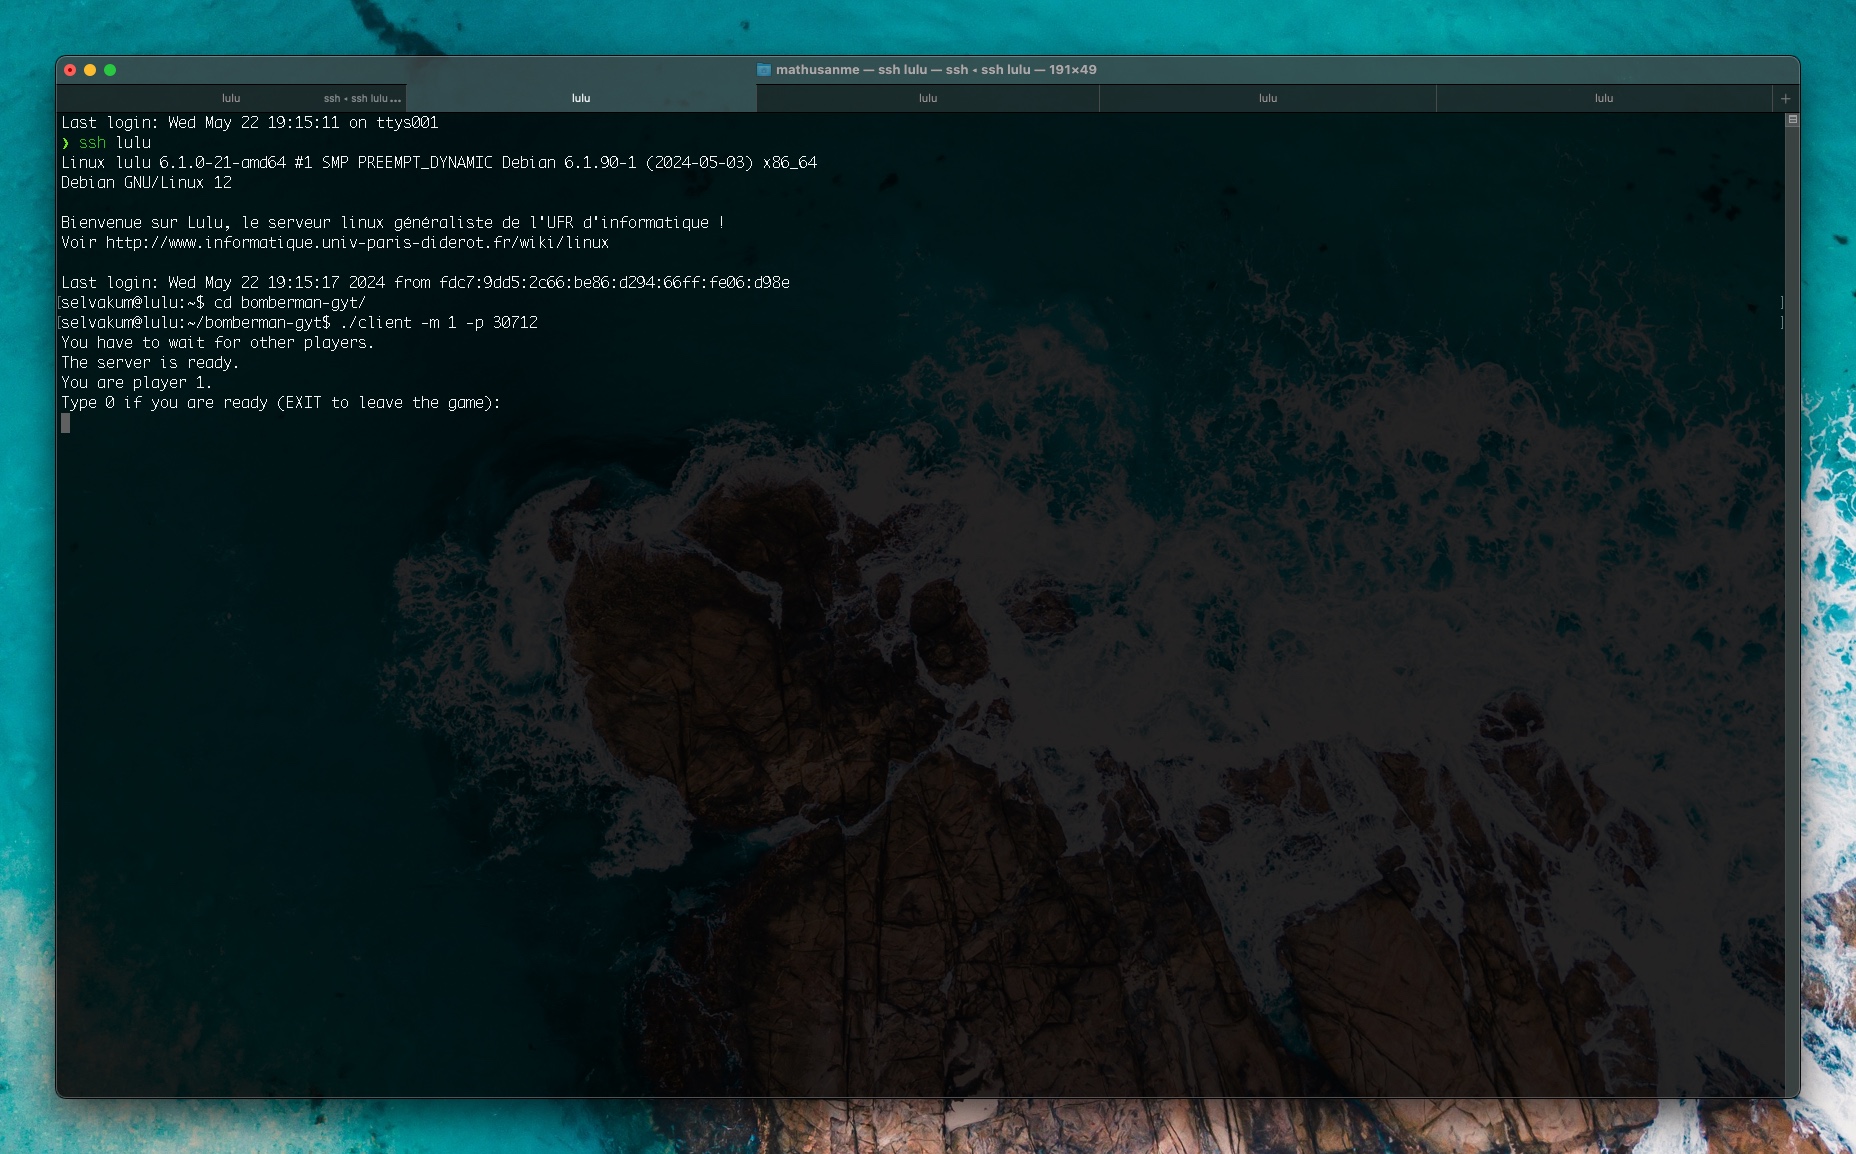 mathusanme — ssh lulu — ssh ◂ ssh lulu — 191×49
lulu ssh ◂ ssh lulu ... lulu lulu lulu lulu +
Last login: Wed May 22 19:15:11 on ttys001
❯ ssh lulu
Linux lulu 6.1.0-21-amd64 #1 SMP PREEMPT_DYNAMIC Debian 6.1.90-1 (2024-05-03) x86_64
Debian GNU/Linux 12
Bienvenue sur Lulu, le serveur linux généraliste de l'UFR d'informatique !
Voir http://www.informatique.univ-paris-diderot.fr/wiki/linux
Last login: Wed May 22 19:15:17 2024 from fdc7:9dd5:2c66:be86:d294:66ff:fe06:d98e
[selvakum@lulu:~$ cd bomberman-gyt/ ]
[selvakum@lulu:~/bomberman-gyt$ ./client -m 1 -p 30712 ]
You have to wait for other players.
The server is ready.
You are player 1.
Type 0 if you are ready (EXIT to leave the game):